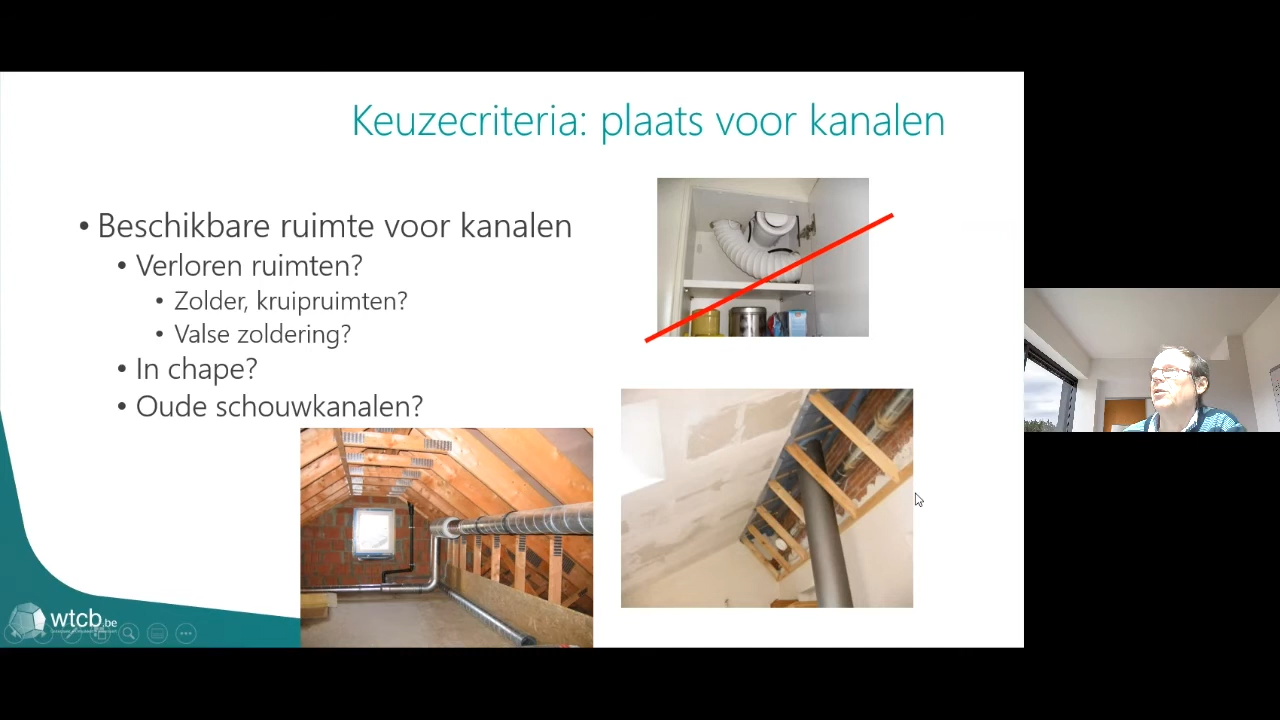 Keuzecriteria: plaats voor kanalen
• Beschikbare ruimte voor kanalen
• Verloren ruimten?
• Zolder, kruipruimten?
• Valse zoldering?
• In chape?
• Oude schouwkanalen?
wtcb.be